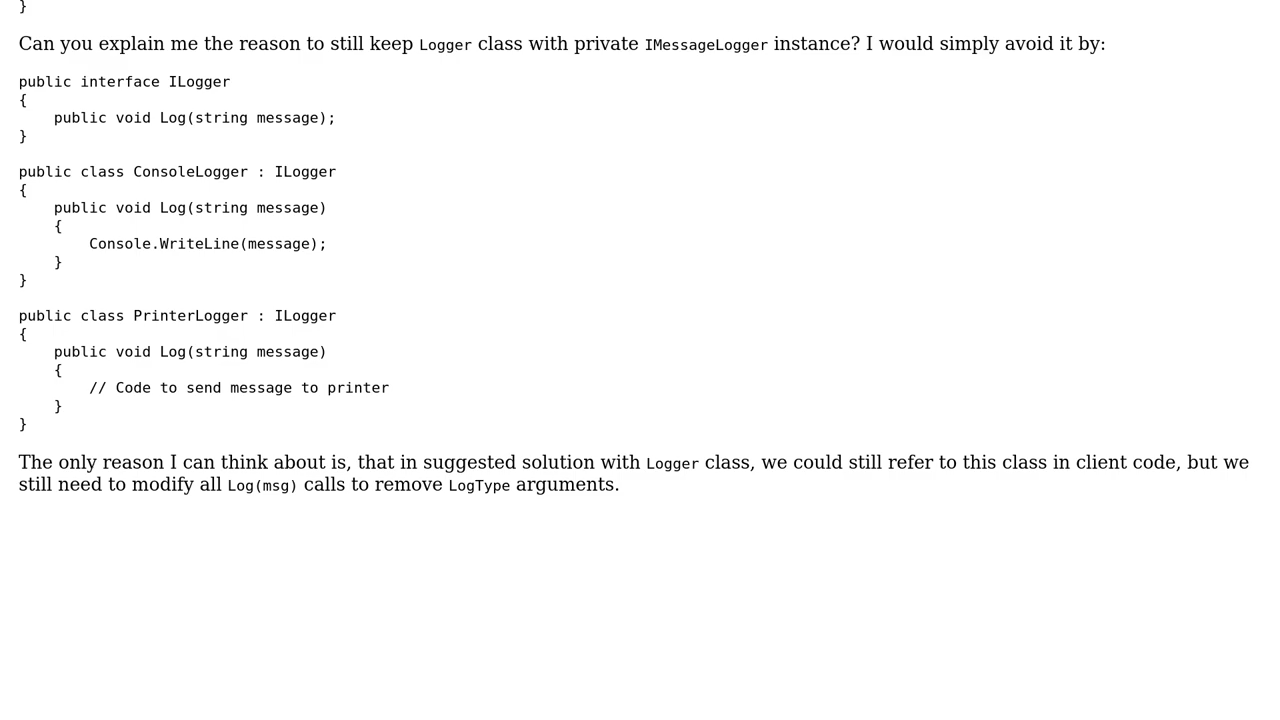 }
Can you explain me the reason to still keep Logger class with private IMessageLogger instance? I would simply avoid it by:
public interface ILogger
{
    public void Log(string message);
}
public class ConsoleLogger : ILogger
{
    public void Log(string message)
    {
        Console.WriteLine(message);
    }
}
public class PrinterLogger : ILogger
{
    public void Log(string message)
    {
        // Code to send message to printer
    }
}
The only reason I can think about is, that in suggested solution with Logger class, we could still refer to this class in client code, but we
still need to modify all Log(msg) calls to remove LogType arguments.